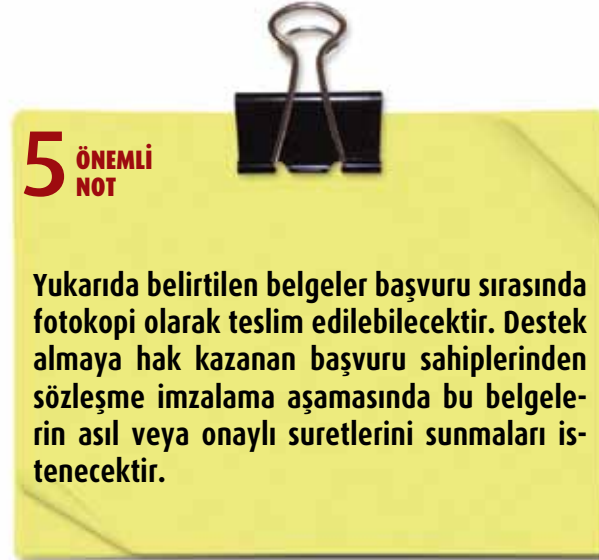 5 ÖNEMLİ
NOT
Yukarıda belirtilen belgeler başvuru sırasında
fotokopi olarak teslim edilebilecektir. Destek
almaya hak kazanan başvuru sahiplerinden
sözleşme imzalama aşamasında bu belgele-
rin asıl veya onaylı suretlerini sunmaları is-
tenecektir.